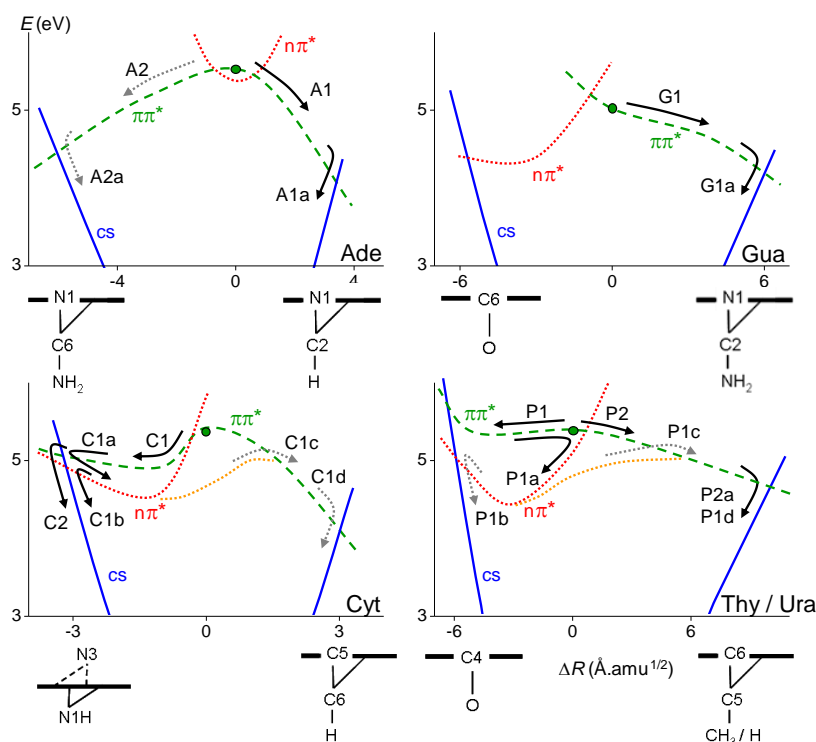 E (eV)
nπ*
A2
A1
ππ*
5
A2a
A1a
cs
Ade
3
-4
0
4
N1
C6
NH2
N1
C2
H
G1
5
ππ*
nπ*
G1a
cs
Gua
3
-6
0
6
C6
O
N1
C2
NH2
ππ*
C1a
C1
C1c
5
C1d
C2
C1b
nπ*
cs
Cyt
3
-3
0
3
N3
N1H
C5
C6
H
ππ*
P1
P2
P1c
5
P1a
P2a
P1b
nπ*
P1d
cs
Thy / Ura
3
-6
0
6
C4
O
ΔR (Å.amu1/2)
C6
C5
CH3 / H